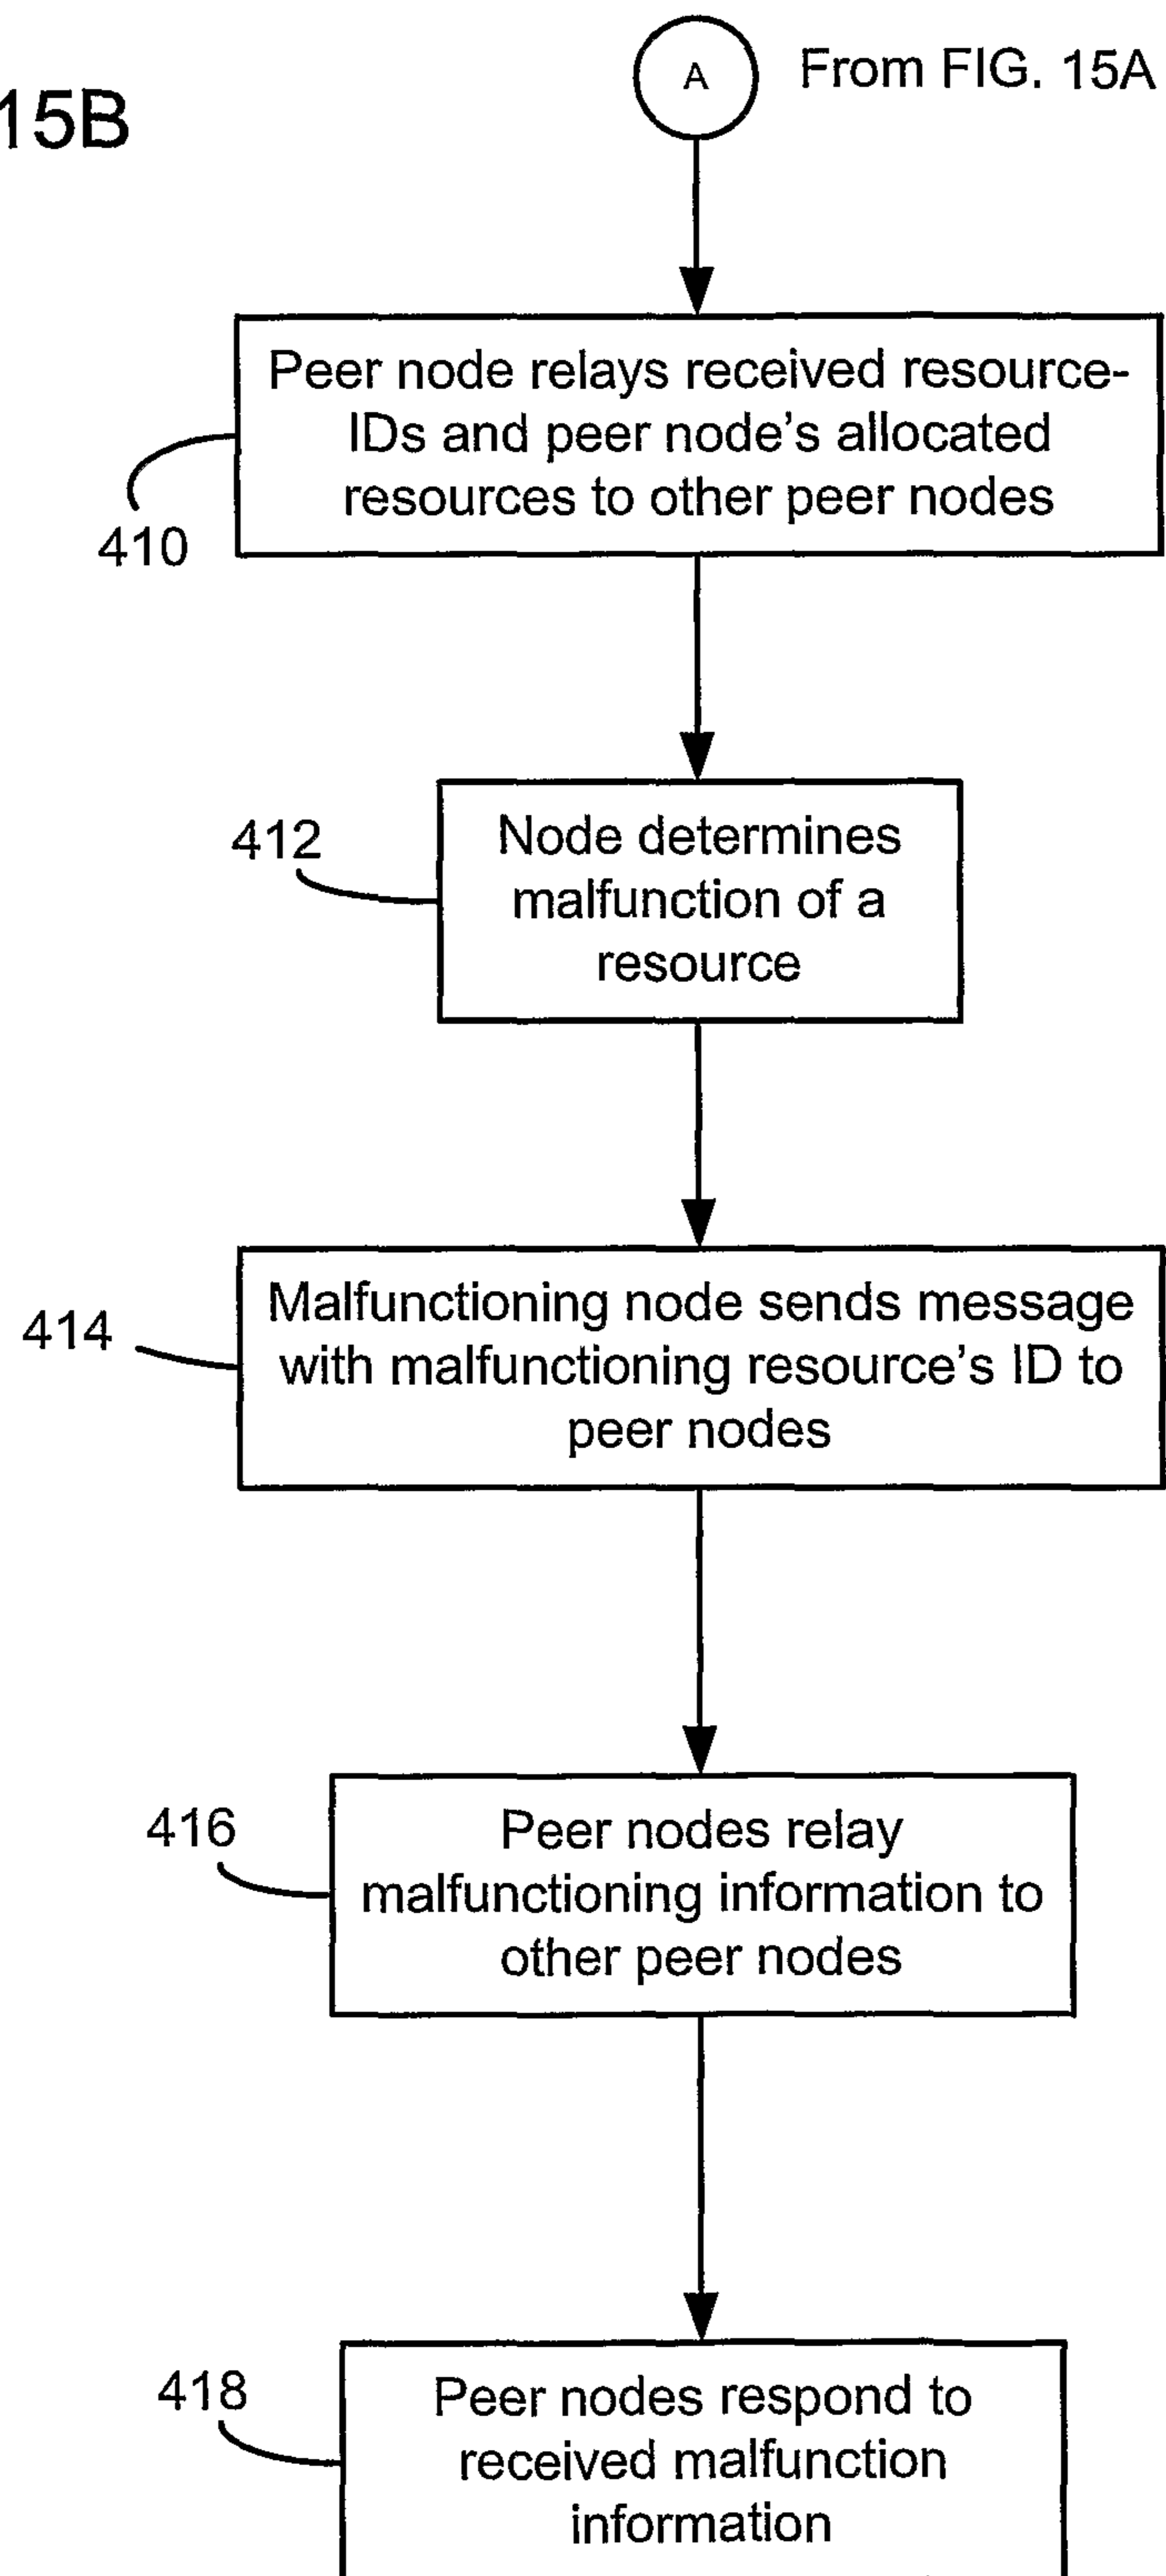 15B
A
From FIG. 15A
Peer node relays received resource-
IDs and peer node's allocated
resources to other peer nodes
410
412
Node determines
malfunction of a
resource
414
Malfunctioning node sends message
with malfunctioning resource's ID to
peer nodes
416
Peer nodes relay
malfunctioning information to
other peer nodes
418
Peer nodes respond to
received malfunction
information